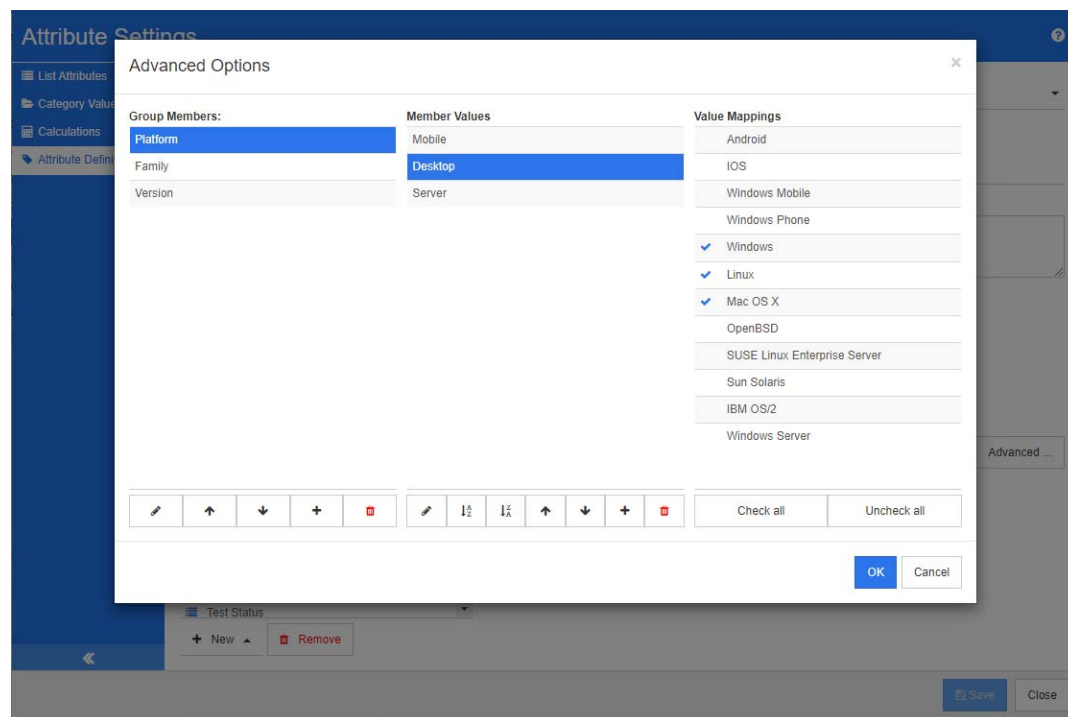 Attribute Settings
List Attributes
Category Value
Calculations
Attribute Defini
Advanced Options
×
Group Members:
Platform
Family
Version
Member Values
Mobile
Desktop
Server
Value Mappings
Android
IOS
Windows Mobile
Windows Phone
Windows
Linux
Mac OS X
OpenBSD
SUSE Linux Enterprise Server
Sun Solaris
IBM OS/2
Windows Server
Check all
Uncheck all
OK
Cancel
Advanced ...
Test Status
+ New
Remove
Save
Close